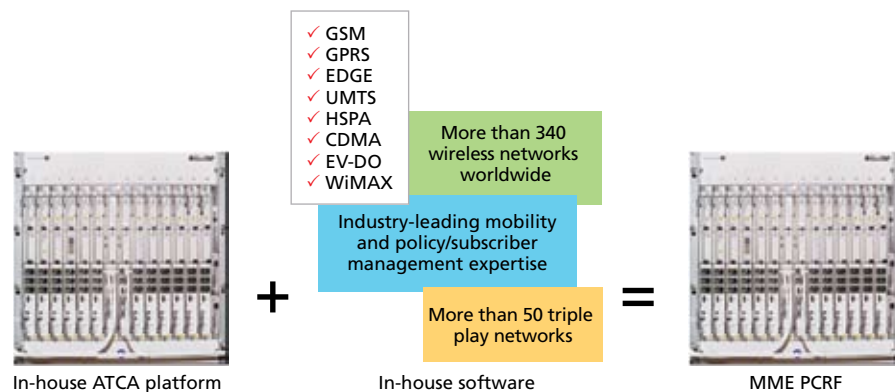 GSM
GPRS
EDGE
UMTS
HSPA
CDMA
EV-DO
WiMAX
More than 340
wireless networks
worldwide
Industry-leading mobility
and policy/subscriber
management expertise
More than 50 triple
play networks
+
=
In-house ATCA platform
In-house software
MME PCRF